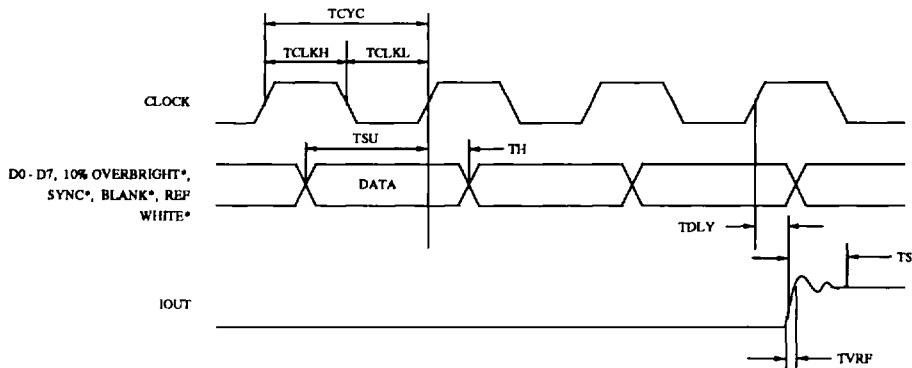 TCYC
TCLKH
TCLKL
CLOCK
TSU
TH
D0 - D7, 10% OVERBRIGHT*,
SYNC*, BLANK*, REF
WHITE*
DATA
TDLY
TS
IOUT
TVRF